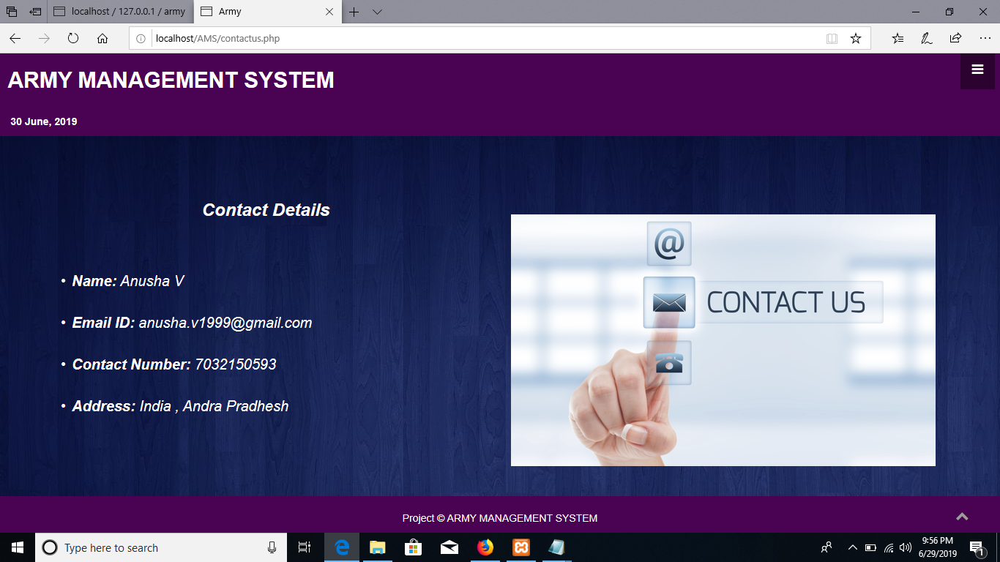 localhost / 127.0.0.1 / army
Army
localhost/AMS/contactus.php
ARMY MANAGEMENT SYSTEM
30 June, 2019
Contact Details
• Name: Anusha V
• Email ID: anusha.v1999@gmail.com
• Contact Number: 7032150593
• Address: India , Andra Pradhesh
@
CONTACT US
Project © ARMY MANAGEMENT SYSTEM
Type here to search
9:56 PM
6/29/2019
1